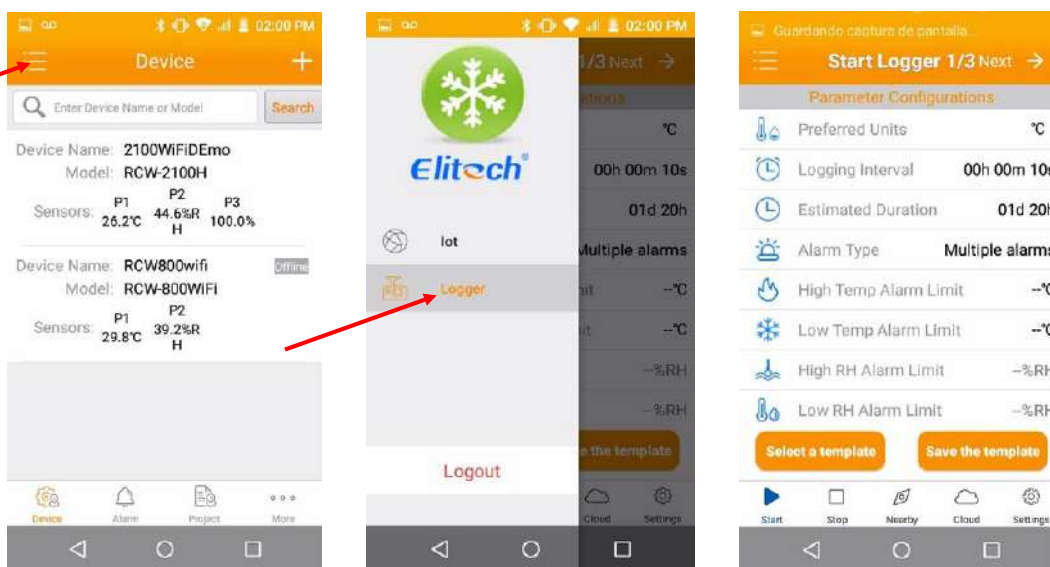 02:00 PM
Device
+
Enter Device Name or Model
Search
Device Name: 2100WiFiDEmo
Model: RCW-2100H
P1 P2 P3
Sensors: 26.2℃ 44.6%R 100.0%
H
Device Name: RCW800wifi
Offline
Model: RCW-800WiFi
P1 P2
Sensors: 29.8℃ 39.2%R
H
Device
Alarm
Project
More
02:00 PM
1/3 Next →
Elitech
℃
00h 00m 10s
01d 20h
Iot
Multiple alarms
Logger
--℃
--%RH
--%RH
e the template
Logout
Cloud
Settings
Guardando captura de pantalla...
Start Logger 1/3 Next →
Parameter Configurations
Preferred Units ℃
Logging Interval 00h 00m 10s
Estimated Duration 01d 20h
Alarm Type Multiple alarms
High Temp Alarm Limit --℃
Low Temp Alarm Limit --℃
High RH Alarm Limit --%RH
Low RH Alarm Limit --%RH
Select a template
Save the template
Start
Stop
Nearby
Cloud
Settings